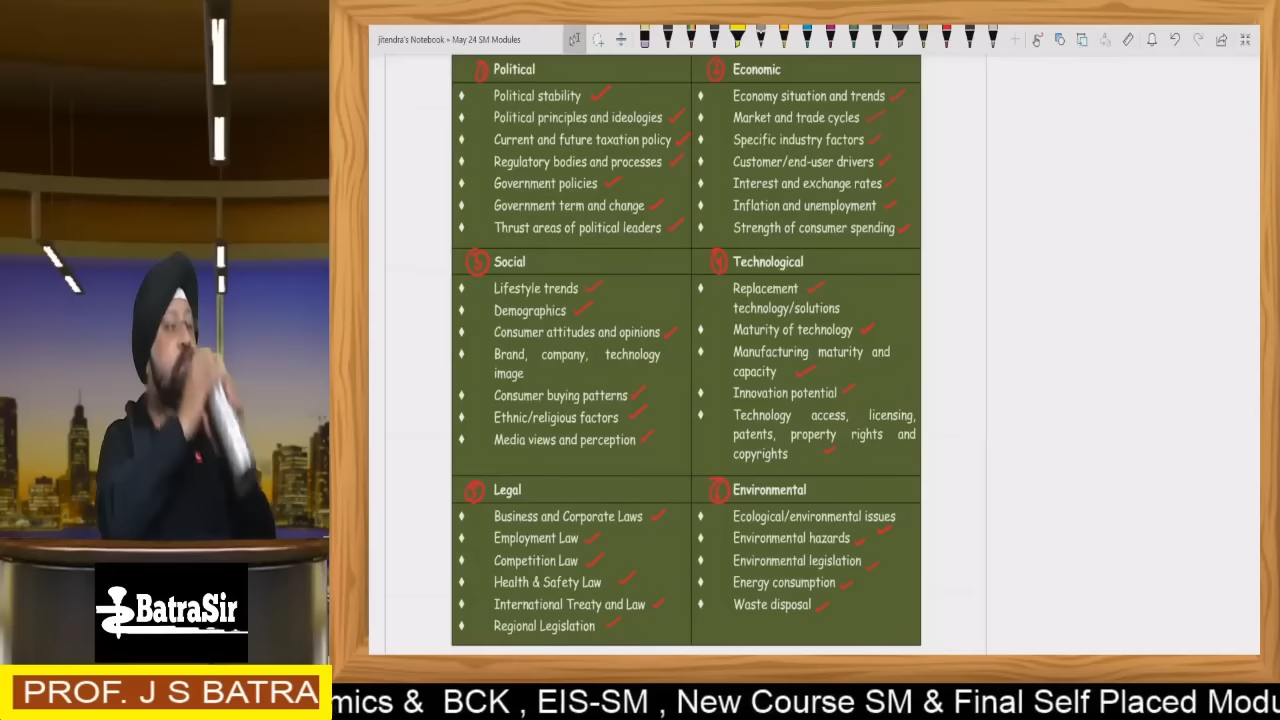 jitendra's Notebook » May 24 SM Modules
1 Political
Political stability
Political principles and ideologies
Current and future taxation policy
Regulatory bodies and processes
Government policies
Government term and change
Thrust areas of political leaders
2 Economic
Economy situation and trends
Market and trade cycles
Specific industry factors
Customer/end-user drivers
Interest and exchange rates
Inflation and unemployment
Strength of consumer spending
3 Social
Lifestyle trends
Demographics
Consumer attitudes and opinions
Brand, company, technology
image
Consumer buying patterns
Ethnic/religious factors
Media views and perception
4 Technological
Replacement
technology/solutions
Maturity of technology
Manufacturing maturity and
capacity
Innovation potential
Technology access, licensing,
patents, property rights and
copyrights
5 Legal
Business and Corporate Laws
Employment Law
Competition Law
Health & Safety Law
International Treaty and Law
Regional Legislation
6 Environmental
Ecological/environmental issues
Environmental hazards
Environmental legislation
Energy consumption
Waste disposal
BatraSir
PROF. J S BATRA
mics & BCK , EIS-SM , New Course SM & Final Self Placed Modu